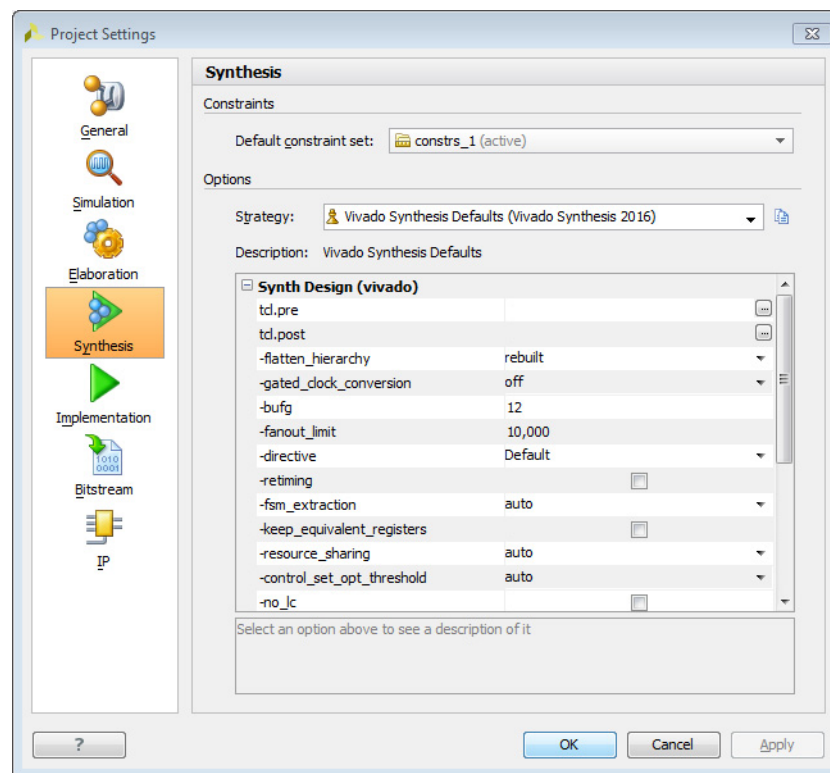 Project Settings
General
Simulation
Elaboration
Synthesis
Implementation
1010
0001
Bitstream
IP
Synthesis
Constraints
Default constraint set: constrs_1 (active)
Options
Strategy: Vivado Synthesis Defaults (Vivado Synthesis 2016)
Description: Vivado Synthesis Defaults
Synth Design (vivado)
tcl.pre ...
tcl.post ...
-flatten_hierarchy rebuilt
-gated_clock_conversion off
-bufg 12
-fanout_limit 10,000
-directive Default
-retiming
-fsm_extraction auto
-keep_equivalent_registers
-resource_sharing auto
-control_set_opt_threshold auto
-no_lc
Select an option above to see a description of it
? OK Cancel Apply